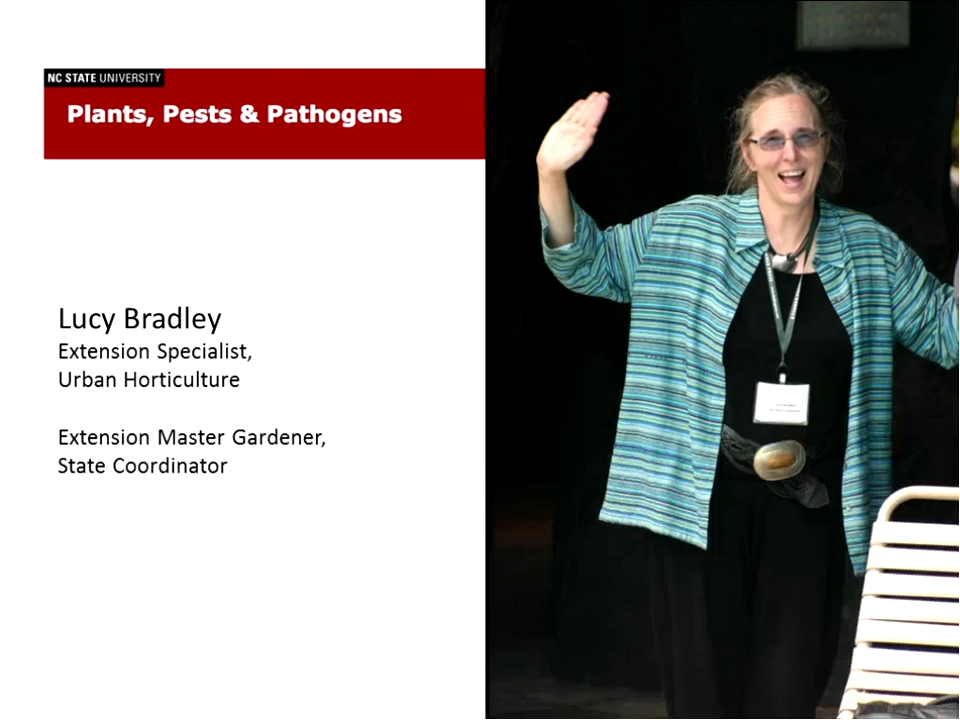 NC STATE UNIVERSITY
Plants, Pests & Pathogens
Lucy Bradley
Extension Specialist,
Urban Horticulture
Extension Master Gardener,
State Coordinator